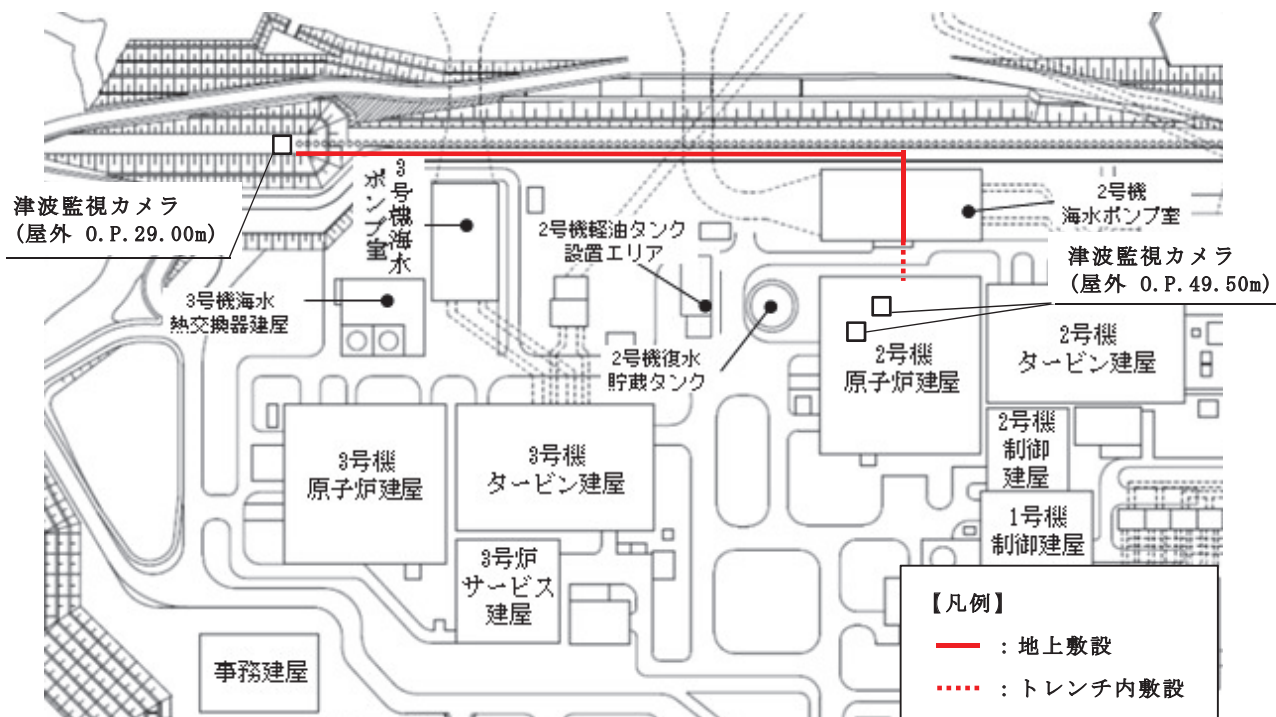 津波監視カメラ
(屋外 O.P.29.00m)
3号機海水
ポンプ室
2号機
海水ポンプ室
2号機軽油タンク
設置エリア
津波監視カメラ
(屋外 O.P.49.50m)
3号機海水
熱交換器建屋
2号機復水
貯蔵タンク
2号機
原子炉建屋
2号機
タービン建屋
2号機
制御
建屋
3号機
原子炉建屋
3号機
タービン建屋
1号機
制御建屋
3号炉
サービス
建屋
事務建屋
【凡例】
：地上敷設
：トレンチ内敷設